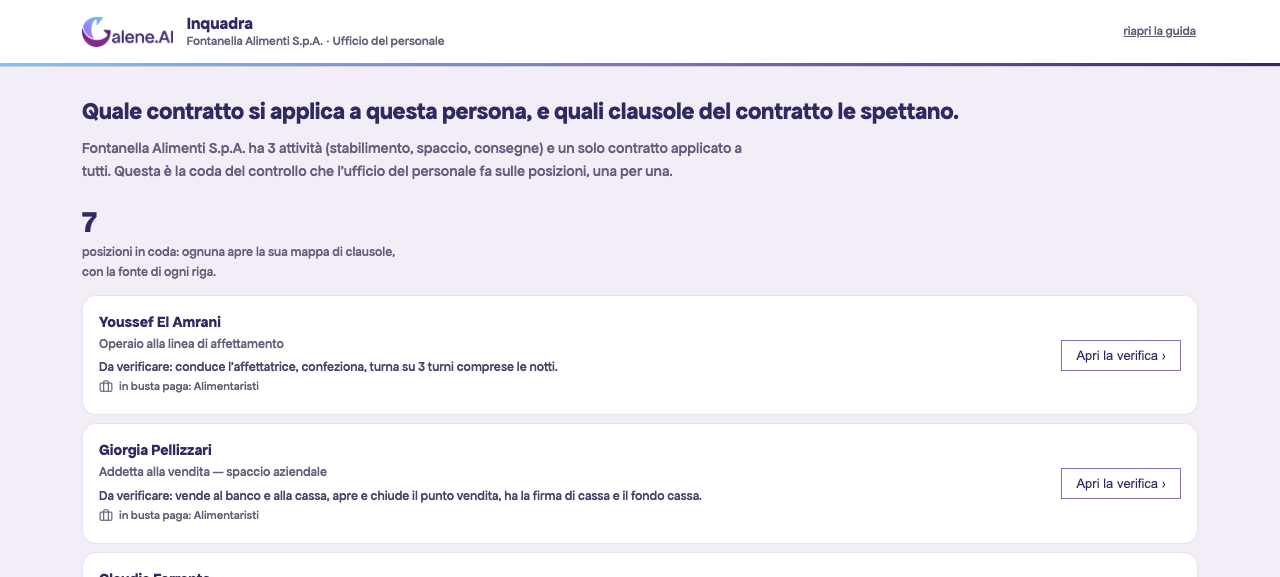 Galene.AI
Inquadra
Fontanella Alimenti S.p.A. · Ufficio del personale
riapri la guida
Quale contratto si applica a questa persona, e quali clausole del contratto le spettano.
Fontanella Alimenti S.p.A. ha 3 attività (stabilimento, spaccio, consegne) e un solo contratto applicato a
tutti. Questa è la coda del controllo che l'ufficio del personale fa sulle posizioni, una per una.
7
posizioni in coda: ognuna apre la sua mappa di clausole,
con la fonte di ogni riga.
Youssef El Amrani
Operaio alla linea di affettamento
Da verificare: conduce l'affettatrice, confeziona, turna su 3 turni comprese le notti.
in busta paga: Alimentaristi
Apri la verifica ›
Giorgia Pellizzari
Addetta alla vendita — spaccio aziendale
Da verificare: vende al banco e alla cassa, apre e chiude il punto vendita, ha la firma di cassa e il fondo cassa.
in busta paga: Alimentaristi
Apri la verifica ›